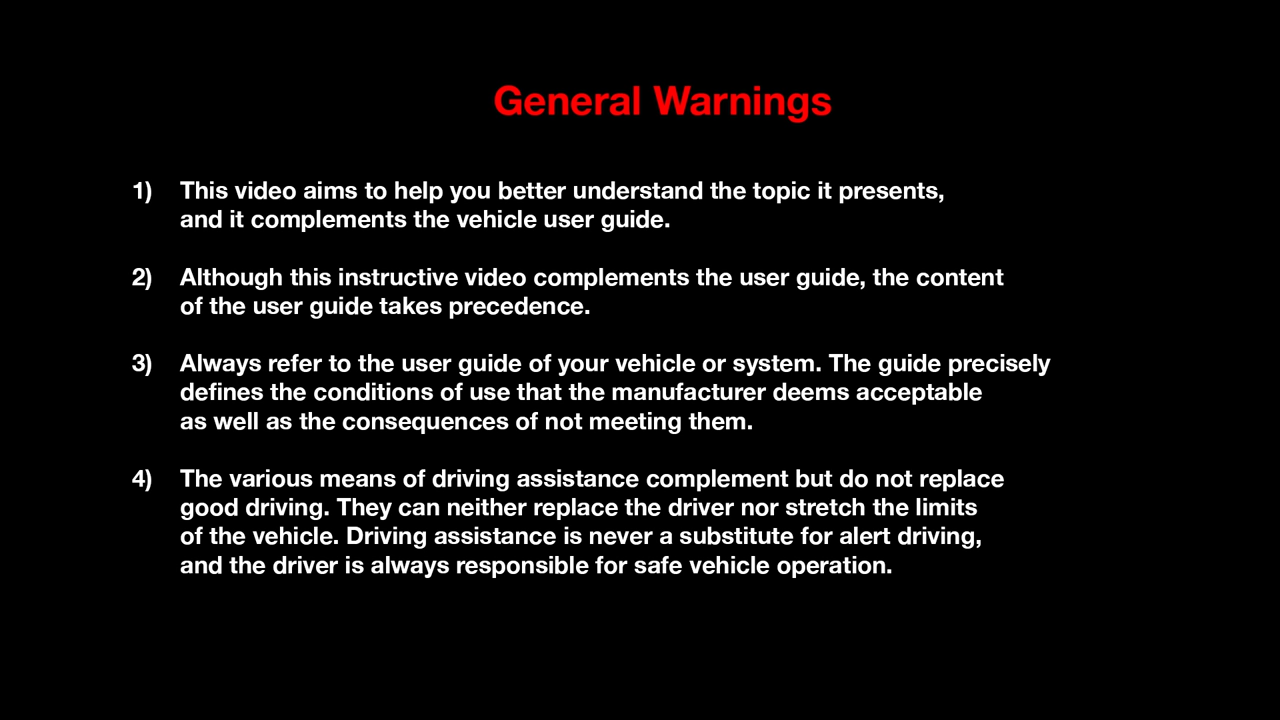 General Warnings
1) This video aims to help you better understand the topic it presents,
and it complements the vehicle user guide.
2) Although this instructive video complements the user guide, the content
of the user guide takes precedence.
3) Always refer to the user guide of your vehicle or system. The guide precisely
defines the conditions of use that the manufacturer deems acceptable
as well as the consequences of not meeting them.
4) The various means of driving assistance complement but do not replace
good driving. They can neither replace the driver nor stretch the limits
of the vehicle. Driving assistance is never a substitute for alert driving,
and the driver is always responsible for safe vehicle operation.